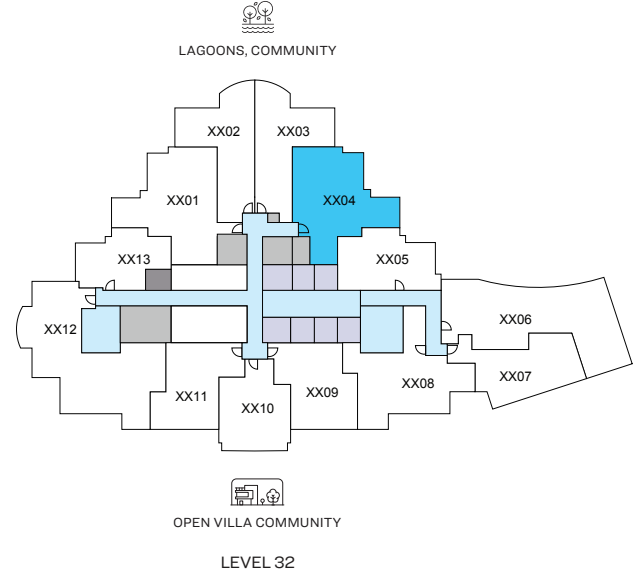 LAGOONS, COMMUNITY
XX02
XX03
XX01
XX04
XX13
XX05
XX12
XX06
XX11
XX10
XX09
XX08
XX07
OPEN VILLA COMMUNITY
LEVEL 32